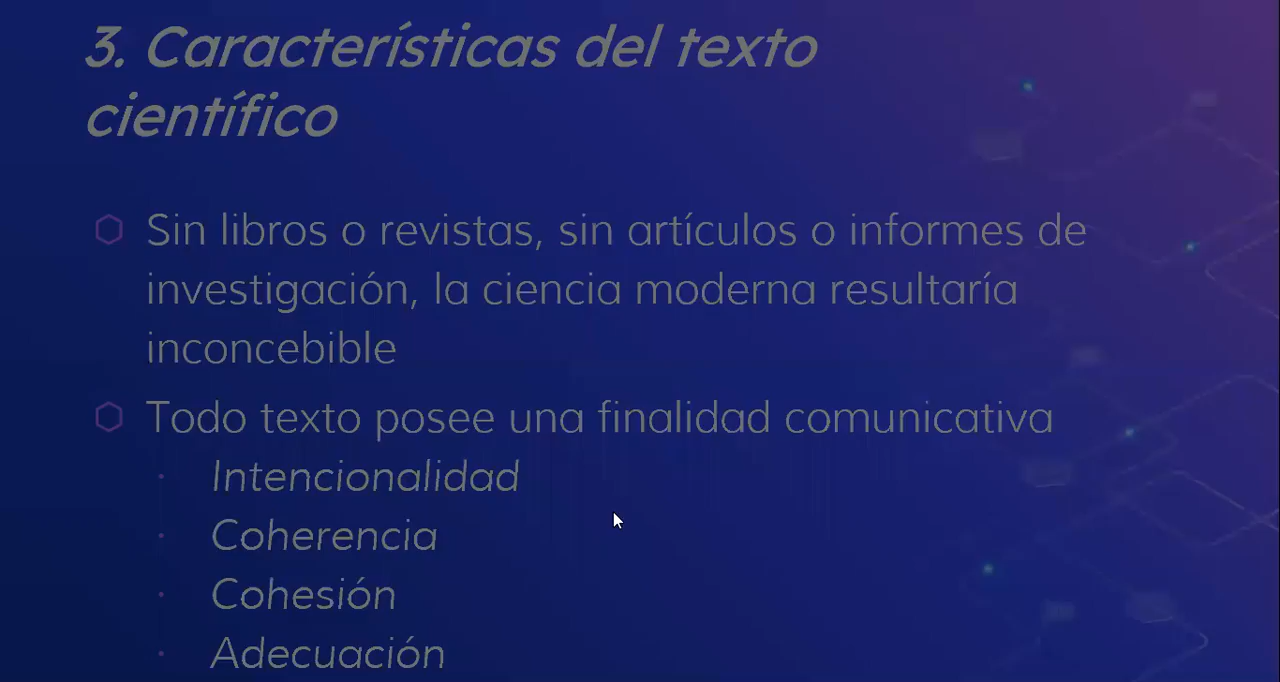 3. Características del texto
científico
Sin libros o revistas, sin artículos o informes de
investigación, la ciencia moderna resultaría
inconcebible
Todo texto posee una finalidad comunicativa
· Intencionalidad
· Coherencia
· Cohesión
· Adecuación